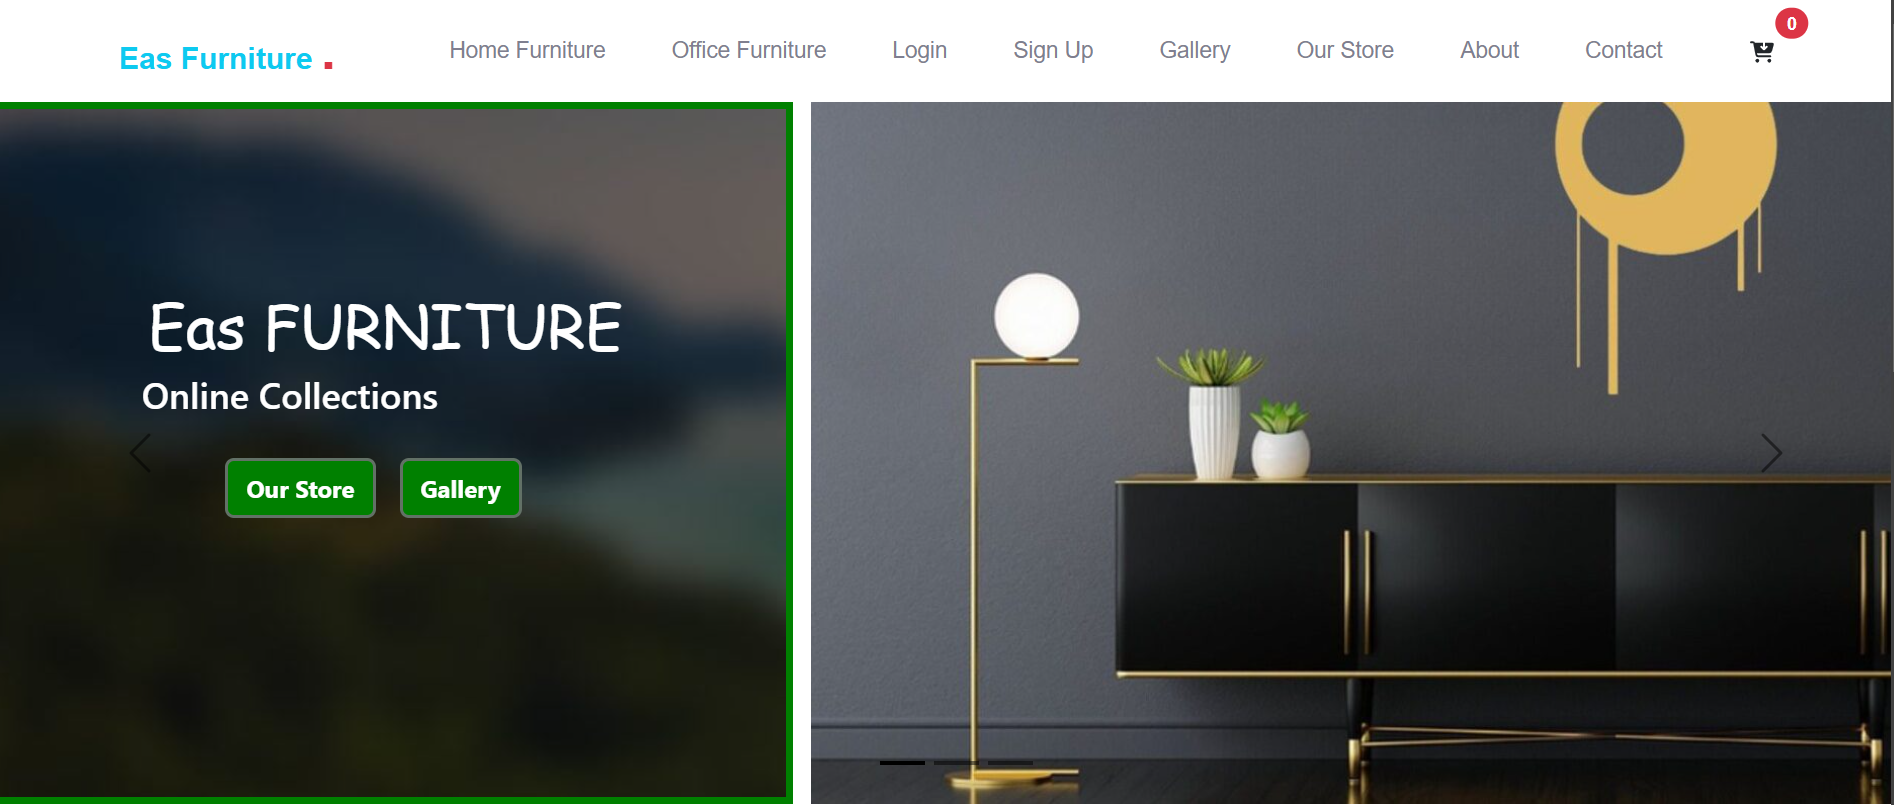 Eas Furniture .
Home Furniture
Office Furniture
Login
Sign Up
Gallery
Our Store
About
Contact
0
Eas FURNITURE
Online Collections
Our Store
Gallery